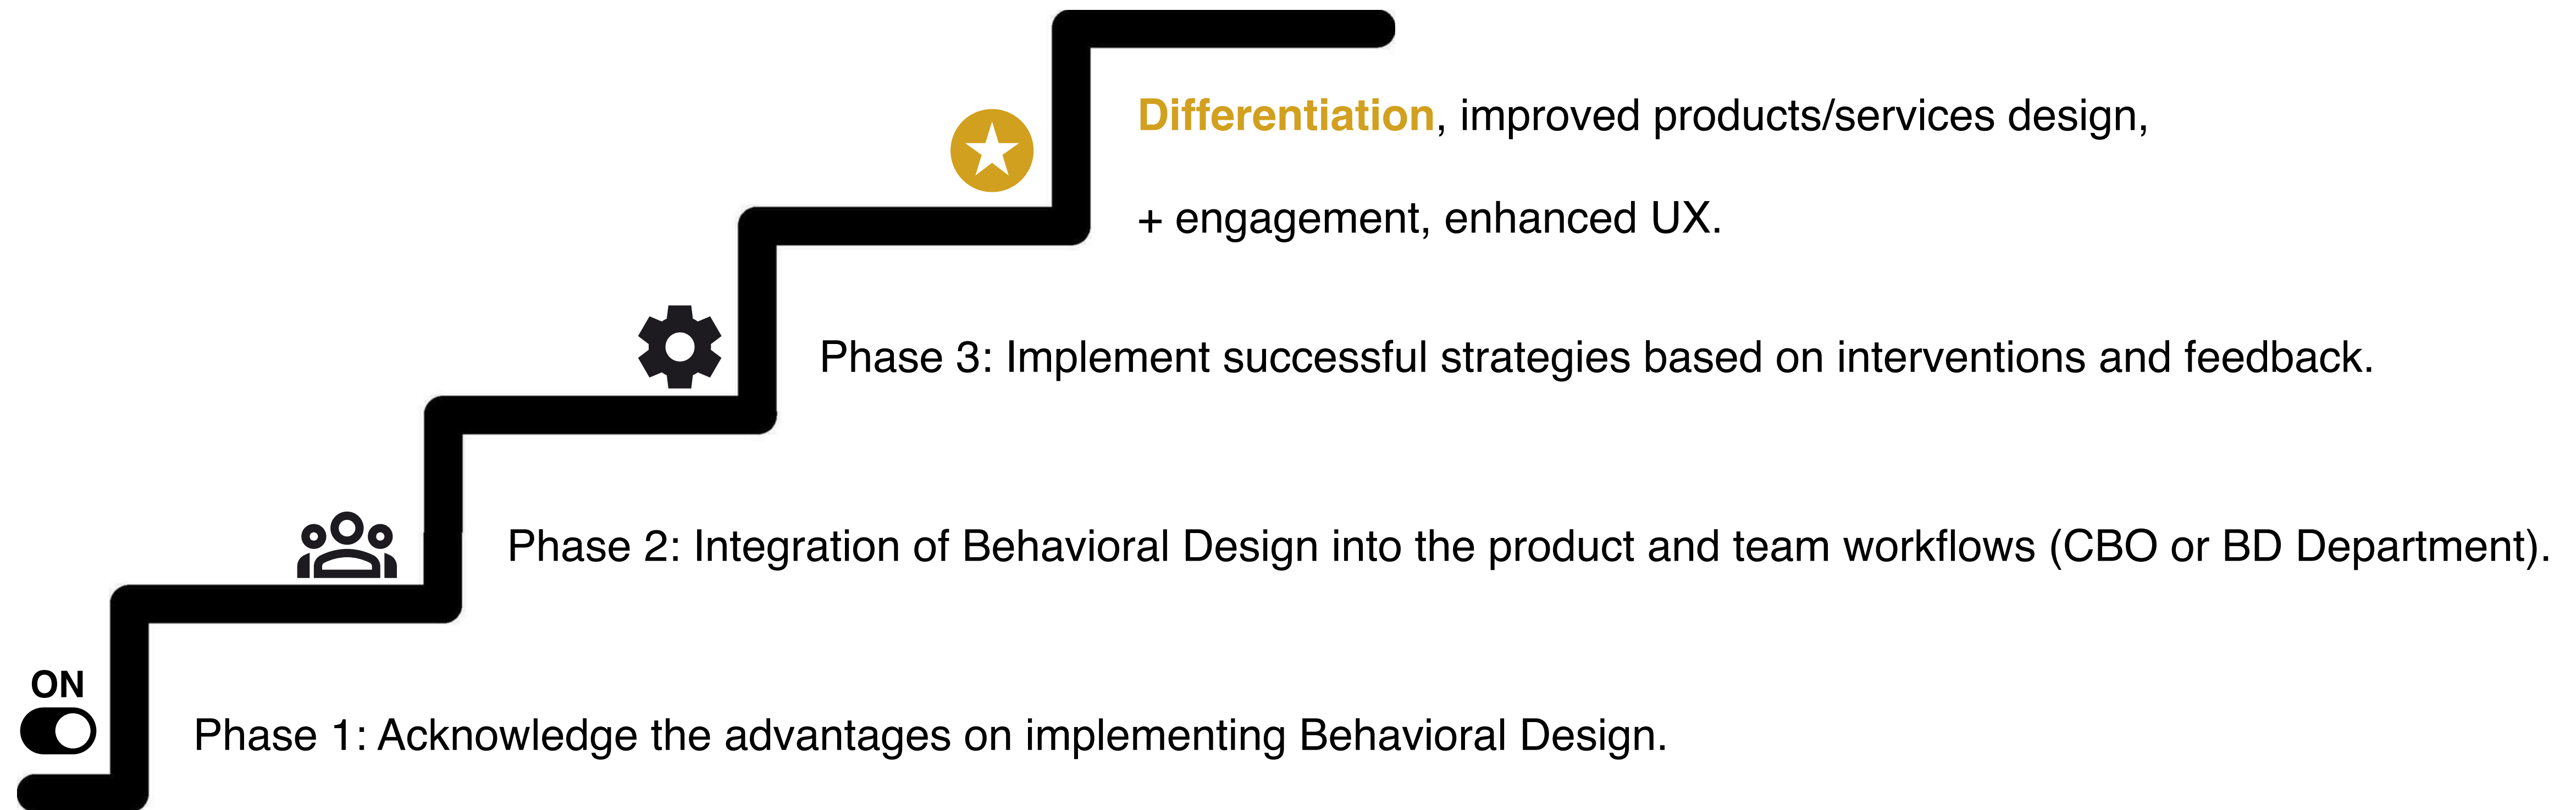 Differentiation, improved products/services design,
+ engagement, enhanced UX.
Phase 3: Implement successful strategies based on interventions and feedback.
Phase 2: Integration of Behavioral Design into the product and team workflows (CBO or BD Department).
ON
Phase 1: Acknowledge the advantages on implementing Behavioral Design.